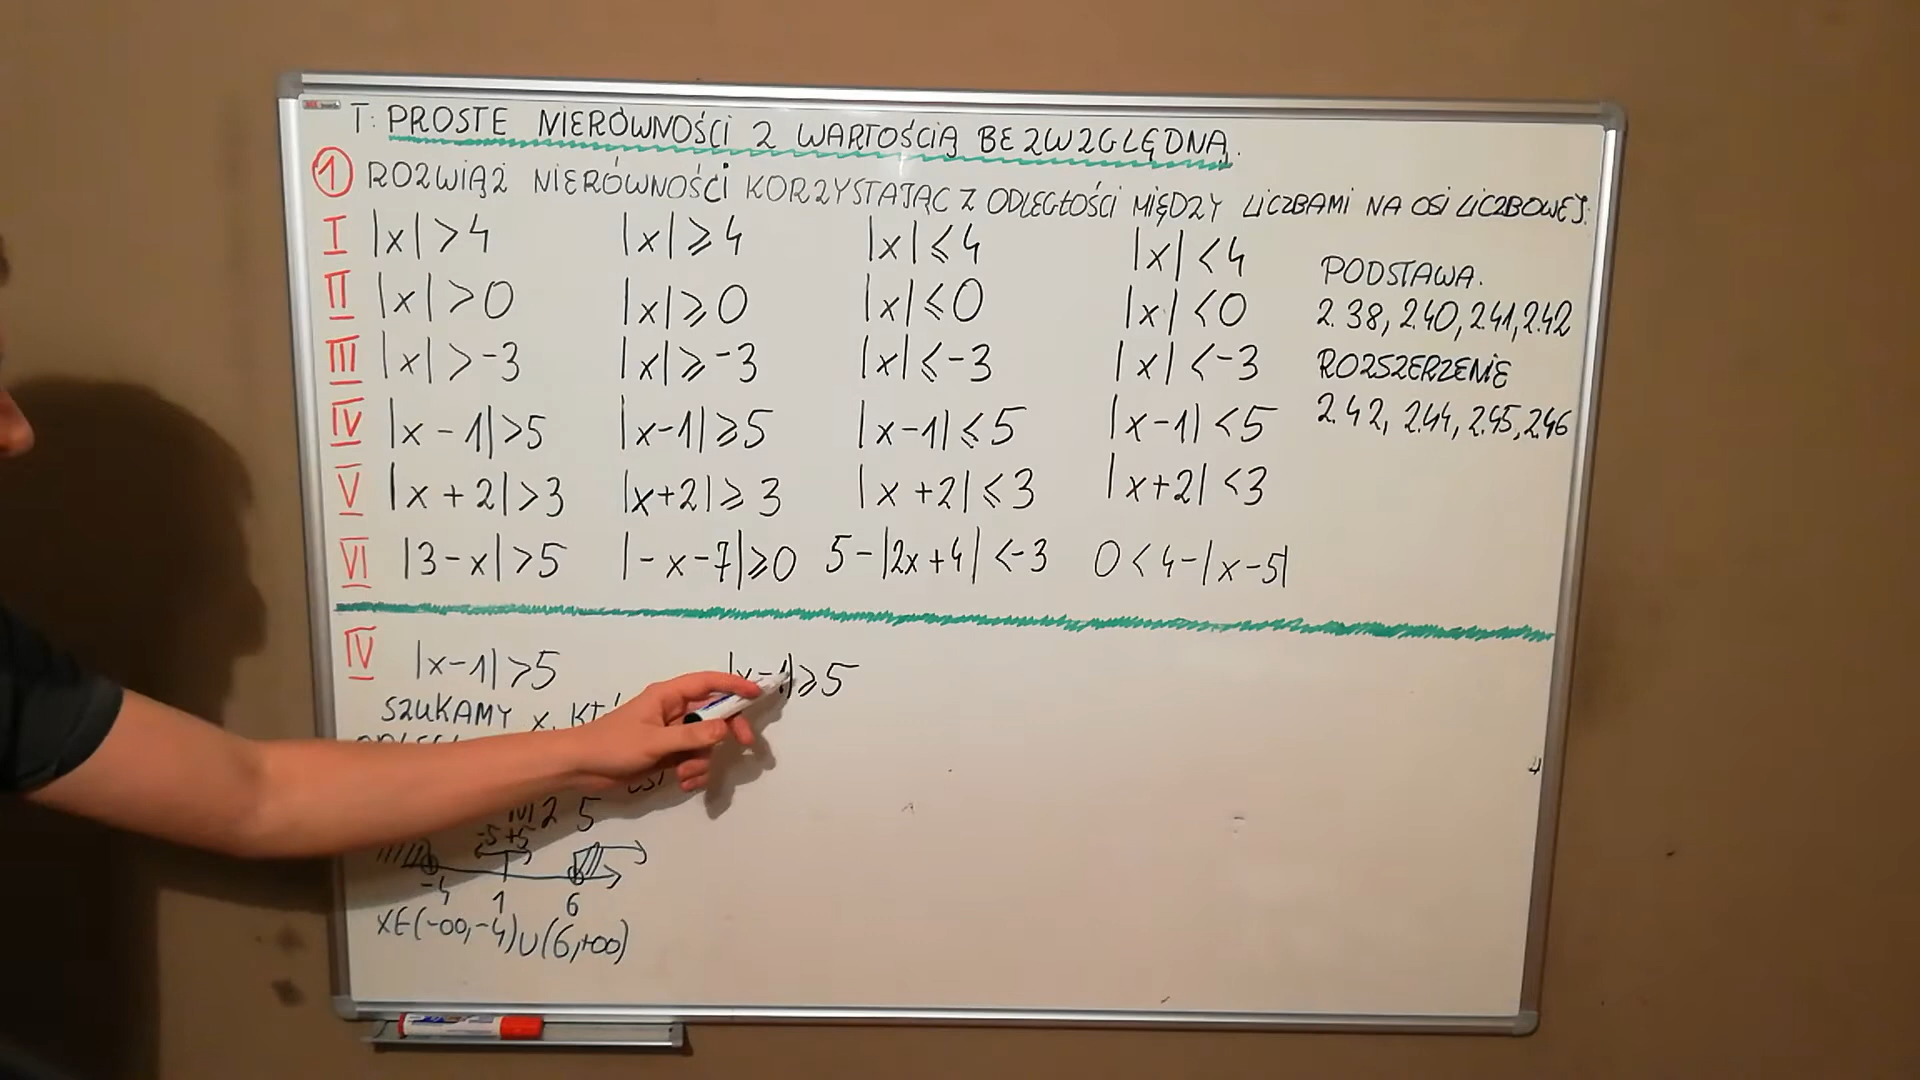 T: PROSTE NIERÓWNOŚCI Z WARTOŚCIĄ BEZWZGLĘDNĄ.
1 ROZWIĄŻ NIERÓWNOŚCI KORZYSTAJĄC Z ODLEGŁOŚCI MIĘDZY LICZBAMI NA OSI LICZBOWEJ.
I |x|>4 |x|⩾4 |x|⩽4 |x|<4
II |x|>0 |x|⩾0 |x|⩽0 |x|<0
III |x|>-3 |x|⩾-3 |x|⩽-3 |x|<-3
IV |x-1|>5 |x-1|⩾5 |x-1|⩽5 |x-1|<5
V |x+2|>3 |x+2|⩾3 |x+2|⩽3 |x+2|<3
VI |3-x|>5 |-x-7|⩾0 5-|2x+4|<-3 0<4-|x-5|
PODSTAWA.
2.38, 2.40, 2.41, 2.42
ROZSZERZENIE
2.42, 2.44, 2.45, 2.46
IV |x-1|>5 |x-1|⩾5
SZUKAMY x,
5
-5 +5
-4 1 6
x∈(-∞,-4)∪(6,+∞)